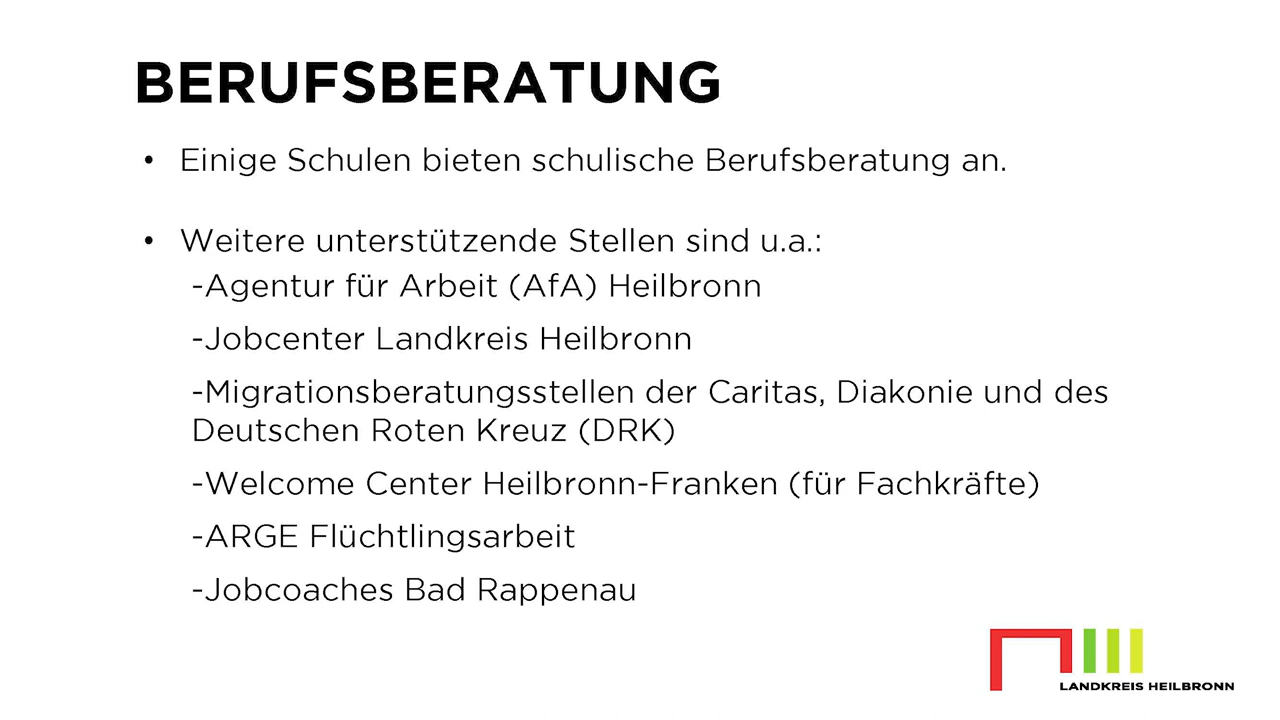 BERUFSBERATUNG
• Einige Schulen bieten schulische Berufsberatung an.
• Weitere unterstützende Stellen sind u.a.:
-Agentur für Arbeit (AfA) Heilbronn
-Jobcenter Landkreis Heilbronn
-Migrationsberatungsstellen der Caritas, Diakonie und des
Deutschen Roten Kreuz (DRK)
-Welcome Center Heilbronn-Franken (für Fachkräfte)
-ARGE Flüchtlingsarbeit
-Jobcoaches Bad Rappenau
LANDKREIS HEILBRONN